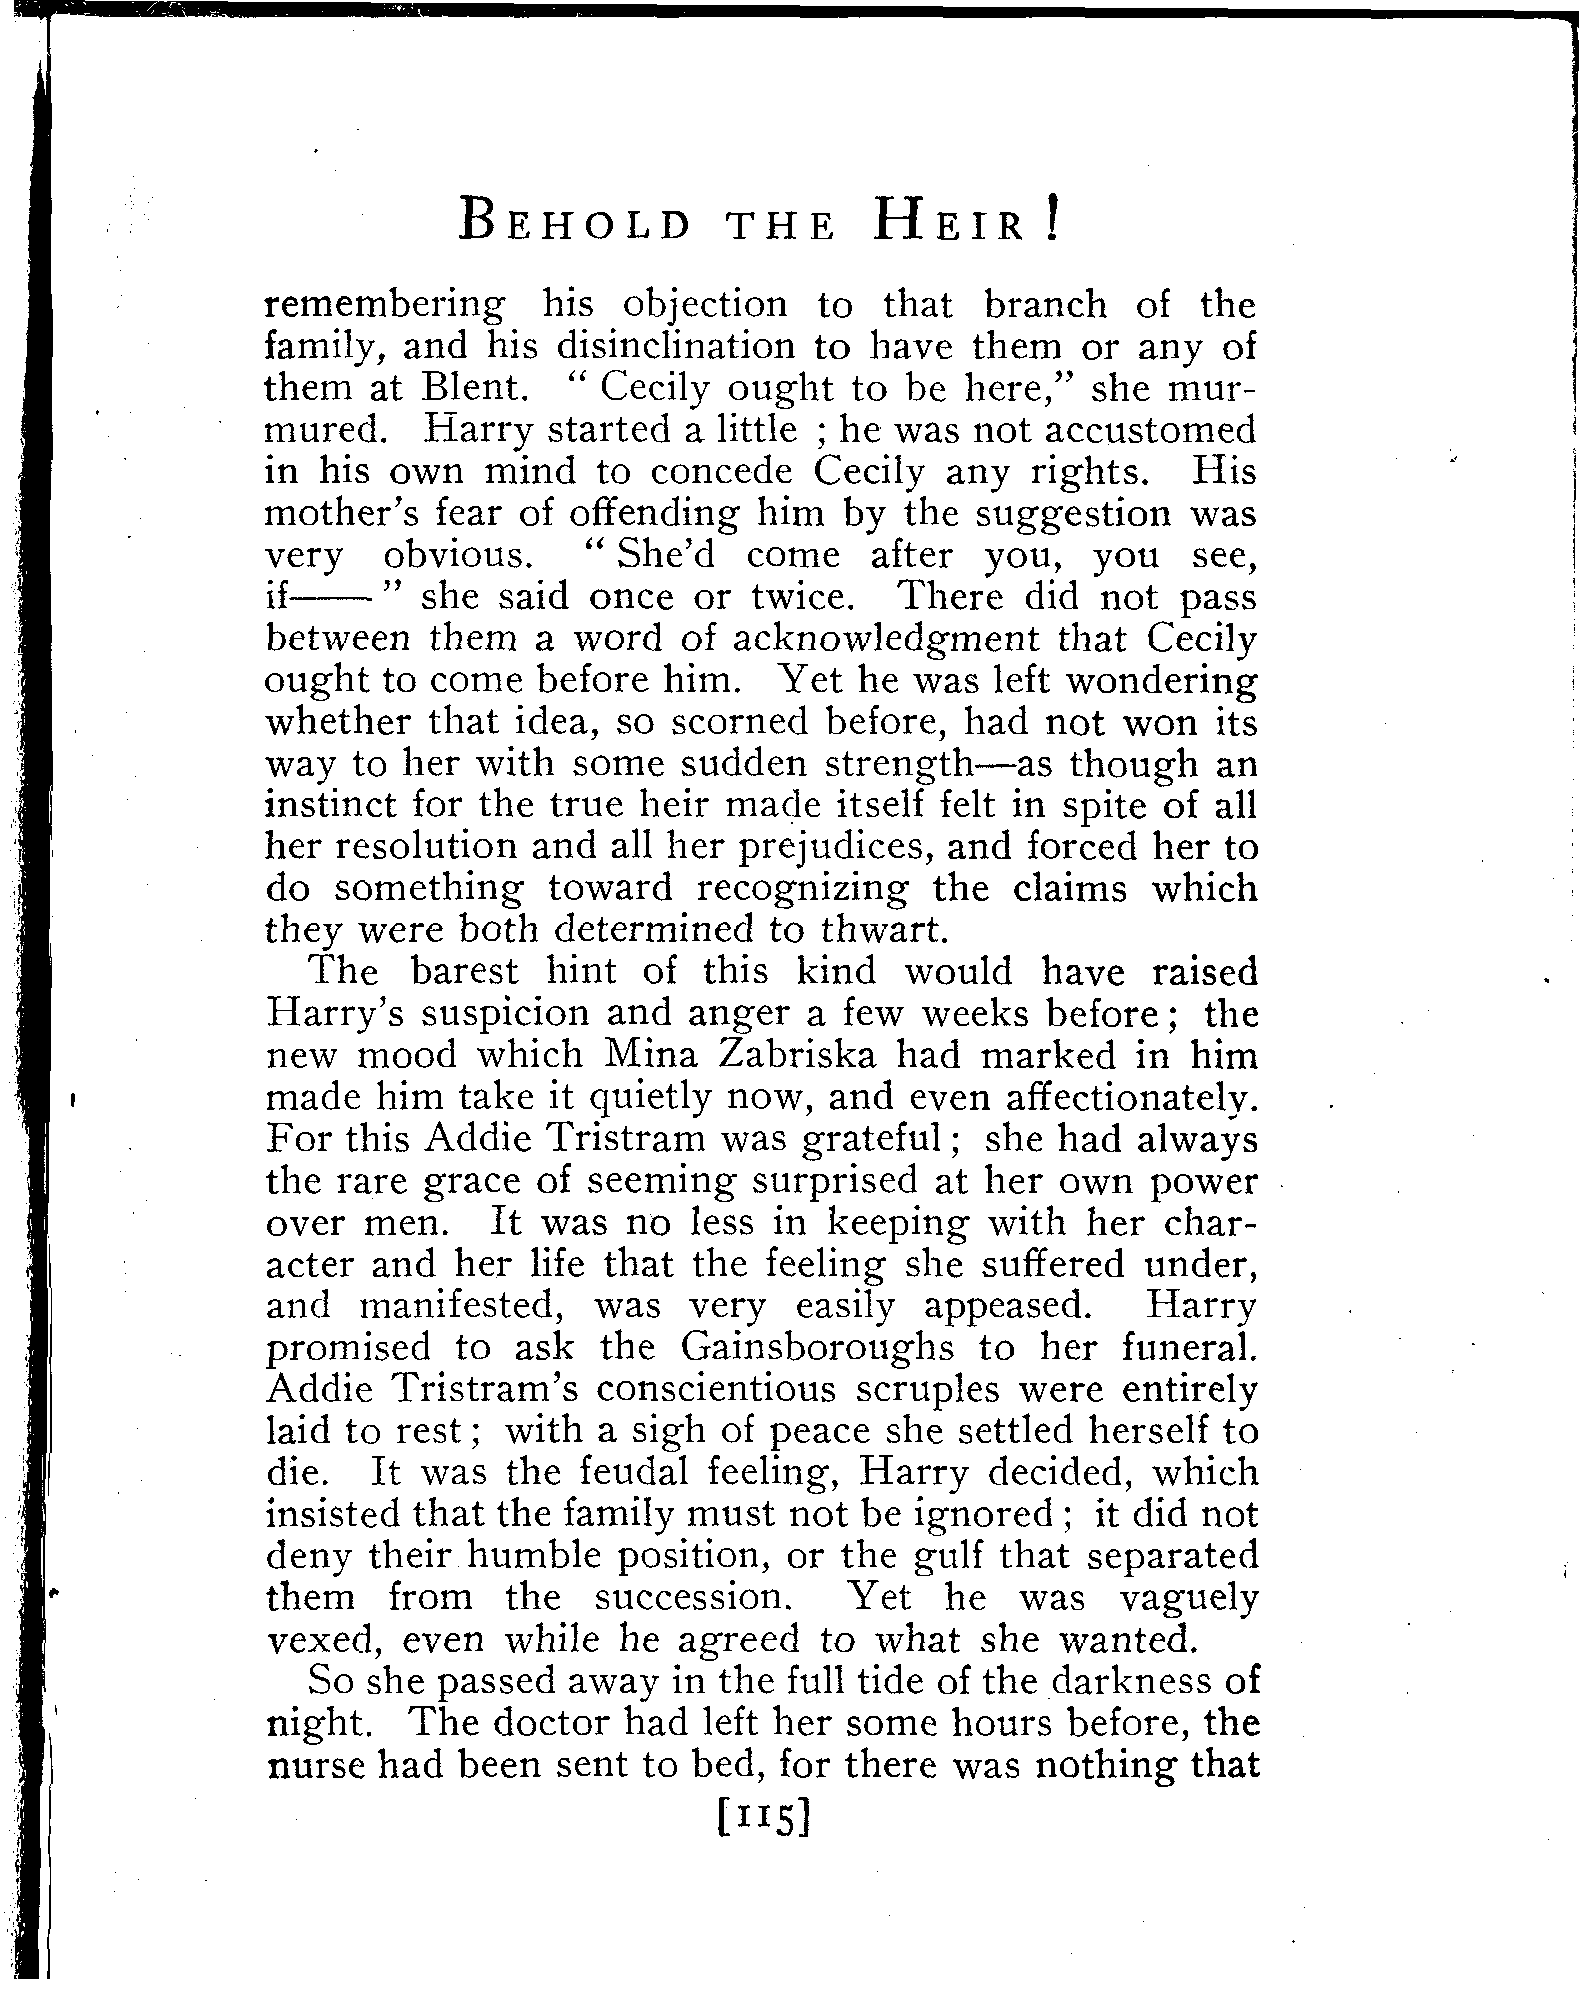 BEHOLD THE HEIR!
remembering his objection to that branch of the
family, and his disinclination to have them or any of
them at Blent. “ Cecily ought to be here,” she mur-
mured. Harry started a little ; he was not accustomed
in his own mind to concede Cecily any rights. His
mother’s fear of offending him by the suggestion was
very obvious. “ She’d come after you, you see,
if—— ” she said once or twice. There did not pass
between them a word of acknowledgment that Cecily
ought to come before him. Yet he was left wondering
whether that idea, so scorned before, had not won its
way to her with some sudden strength—as though an
instinct for the true heir made itself felt in spite of all
her resolution and all her prejudices, and forced her to
do something toward recognizing the claims which
they were both determined to thwart.
The barest hint of this kind would have raised
Harry’s suspicion and anger a few weeks before ; the
new mood which Mina Zabriska had marked in him
made him take it quietly now, and even affectionately.
For this Addie Tristram was grateful ; she had always
the rare grace of seeming surprised at her own power
over men. It was no less in keeping with her char-
acter and her life that the feeling she suffered under,
and manifested, was very easily appeased. Harry
promised to ask the Gainsboroughs to her funeral.
Addie Tristram’s conscientious scruples were entirely
laid to rest ; with a sigh of peace she settled herself to
die. It was the feudal feeling, Harry decided, which
insisted that the family must not be ignored ; it did not
deny their humble position, or the gulf that separated
them from the succession. Yet he was vaguely
vexed, even while he agreed to what she wanted.
So she passed away in the full tide of the darkness of
night. The doctor had left her some hours before, the
nurse had been sent to bed, for there was nothing that
[115]